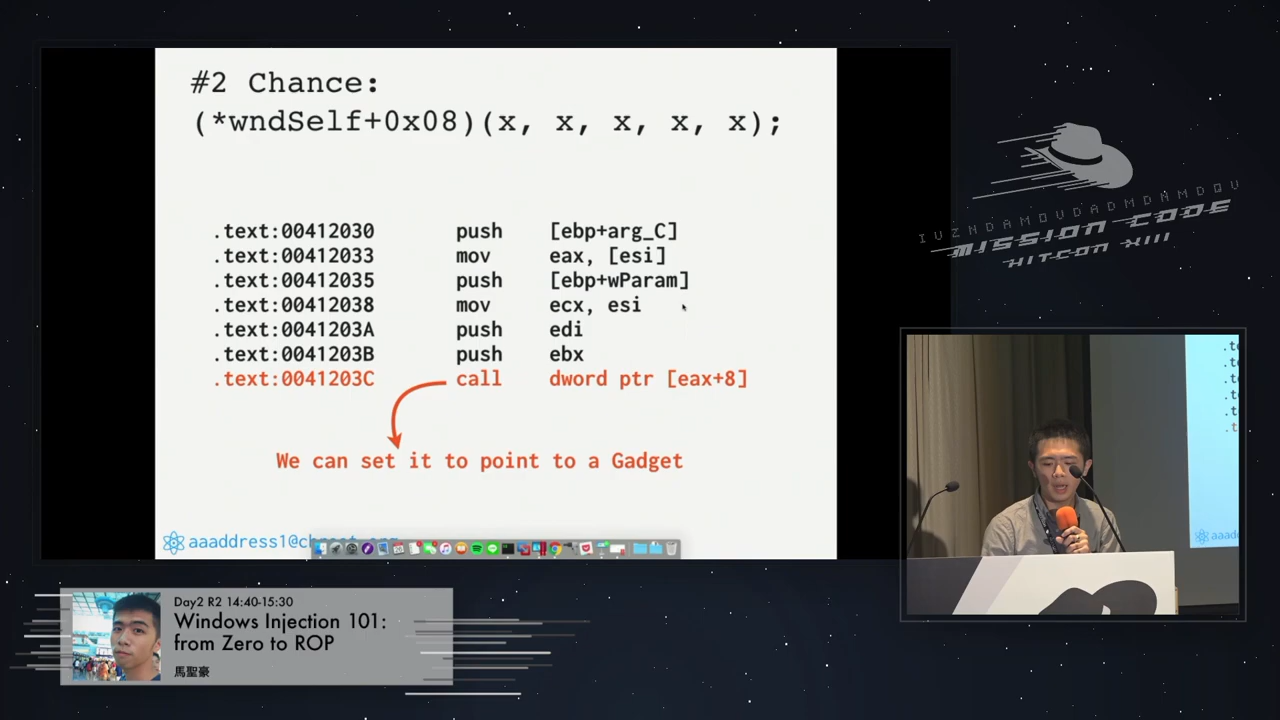 #2 Chance:
(*wndSelf+0x08)(x, x, x, x, x);
.text:00412030 push [ebp+arg_C]
.text:00412033 mov eax, [esi]
.text:00412035 push [ebp+wParam]
.text:00412038 mov ecx, esi
.text:0041203A push edi
.text:0041203B push ebx
.text:0041203C call dword ptr [eax+8]
We can set it to point to a Gadget
IVZNDAMOVDADMDNMDQV
MISSION CODE
HITCON XIII
Day2 R2 14:40-15:30
Windows Injection 101:
from Zero to ROP
馬聖豪